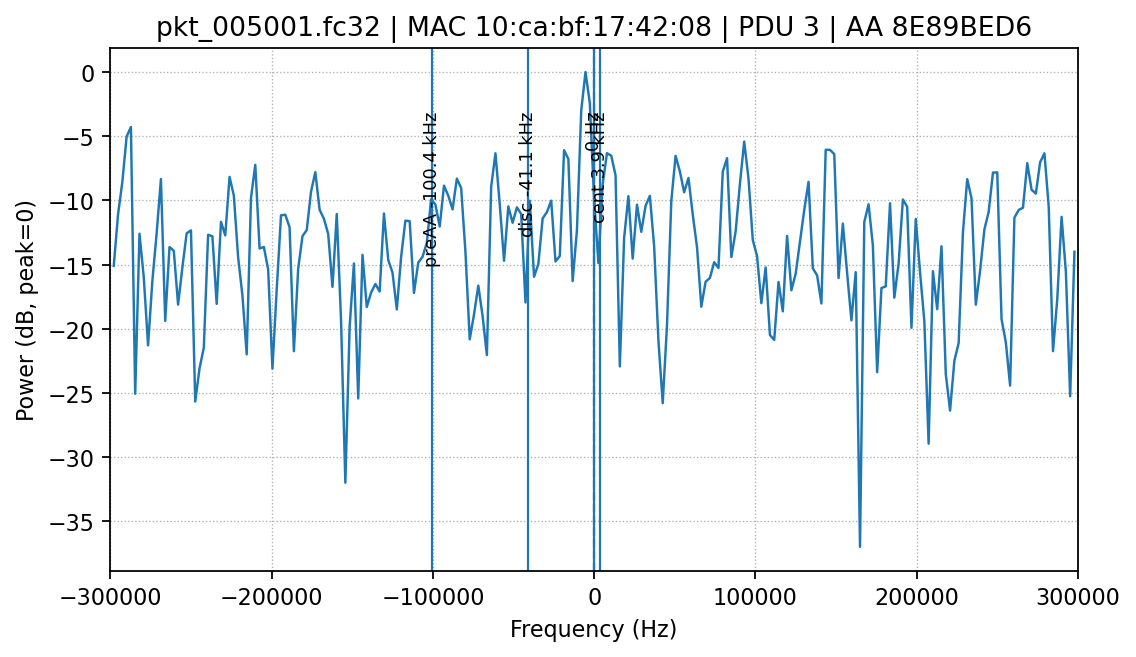 pkt_005001.fc32 | MAC 10:ca:bf:17:42:08 | PDU 3 | AA 8E89BED6
Power (dB, peak=0)
0
−5
−10
−15
−20
−25
−30
−35
preAA -100.4 kHz
disc -41.1 kHz
0 Hz
cent 3.9 kHz
−300000
−200000
−100000
0
100000
200000
300000
Frequency (Hz)